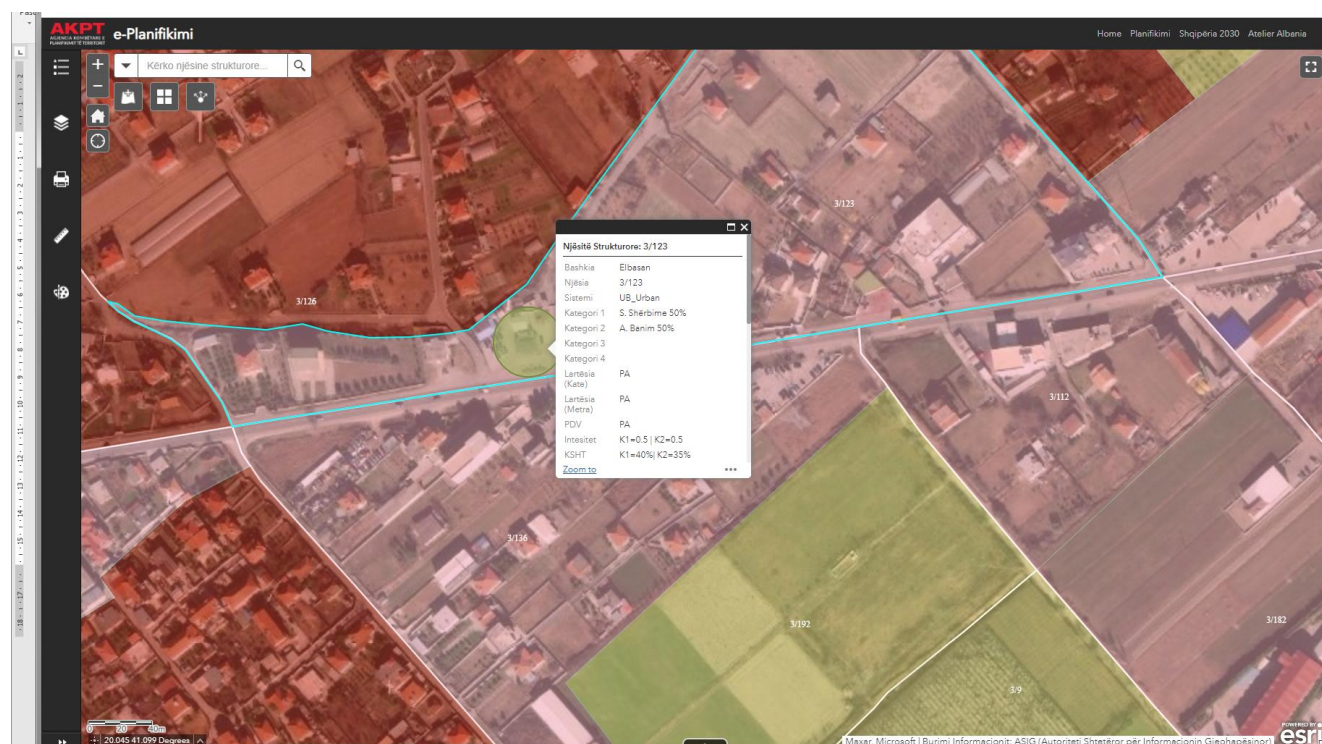 AKPT
AGJENCIA KOMBËTARE E
PLANIFIKIMIT TË TERRITORIT
e-Planifikimi
Home Planifikimi Shqipëria 2030 Atelier Albania
Kërko njësine strukturore...
3/123
3/126
Njësitë Strukturore: 3/123
Bashkia Elbasan
Njësia 3/123
Sistemi UB_Urban
Kategori 1 S. Shërbime 50%
Kategori 2 A. Banim 50%
Kategori 3
Kategori 4
Lartësia (Kate) PA
Lartësia (Metra) PA
PDV PA
Intesitet K1=0.5 | K2=0.5
KSHT K1=40%| K2=35%
Zoom to
3/112
3/136
3/192
3/182
3/9
0 20 40m
20.045 41.099 Degrees
Maxar, Microsoft | Burimi Informacionit: ASIG (Autoriteti Shtetëror për Informacionin Gjeohapësinor)
POWERED BY
esri